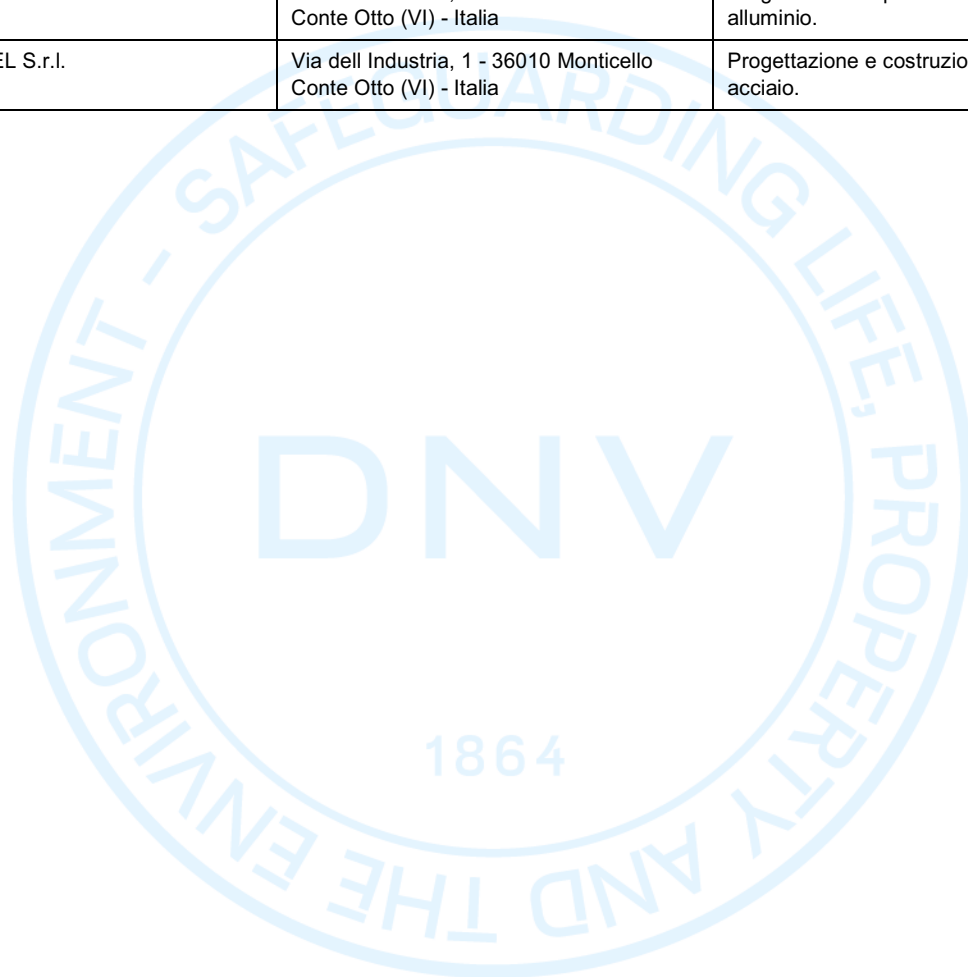 Conte Otto (VI) - Italia
alluminio.
EL S.r.l.
Via dell Industria, 1 - 36010 Monticello
Conte Otto (VI) - Italia
Progettazione e costruzio
acciaio.
SAFEGUARDING LIFE, PROPERTY AND THE ENVIRONMENT -
DNV
1864